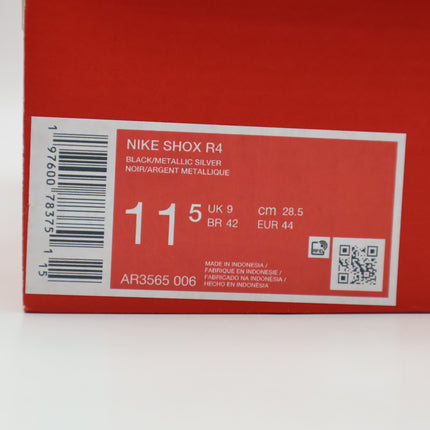 NIKE SHOX R4
BLACK/METALLIC SILVER
NOIR/ARGENT METALLIQUE
11 5
UK 9
BR 42
cm 28.5
EUR 44
AR3565 006
MADE IN INDONESIA /
FABRIQUE EN INDONESIE /
FABRICADO NA INDONÉSIA /
HECHO EN INDONESIA
1 97600 78375 1 15